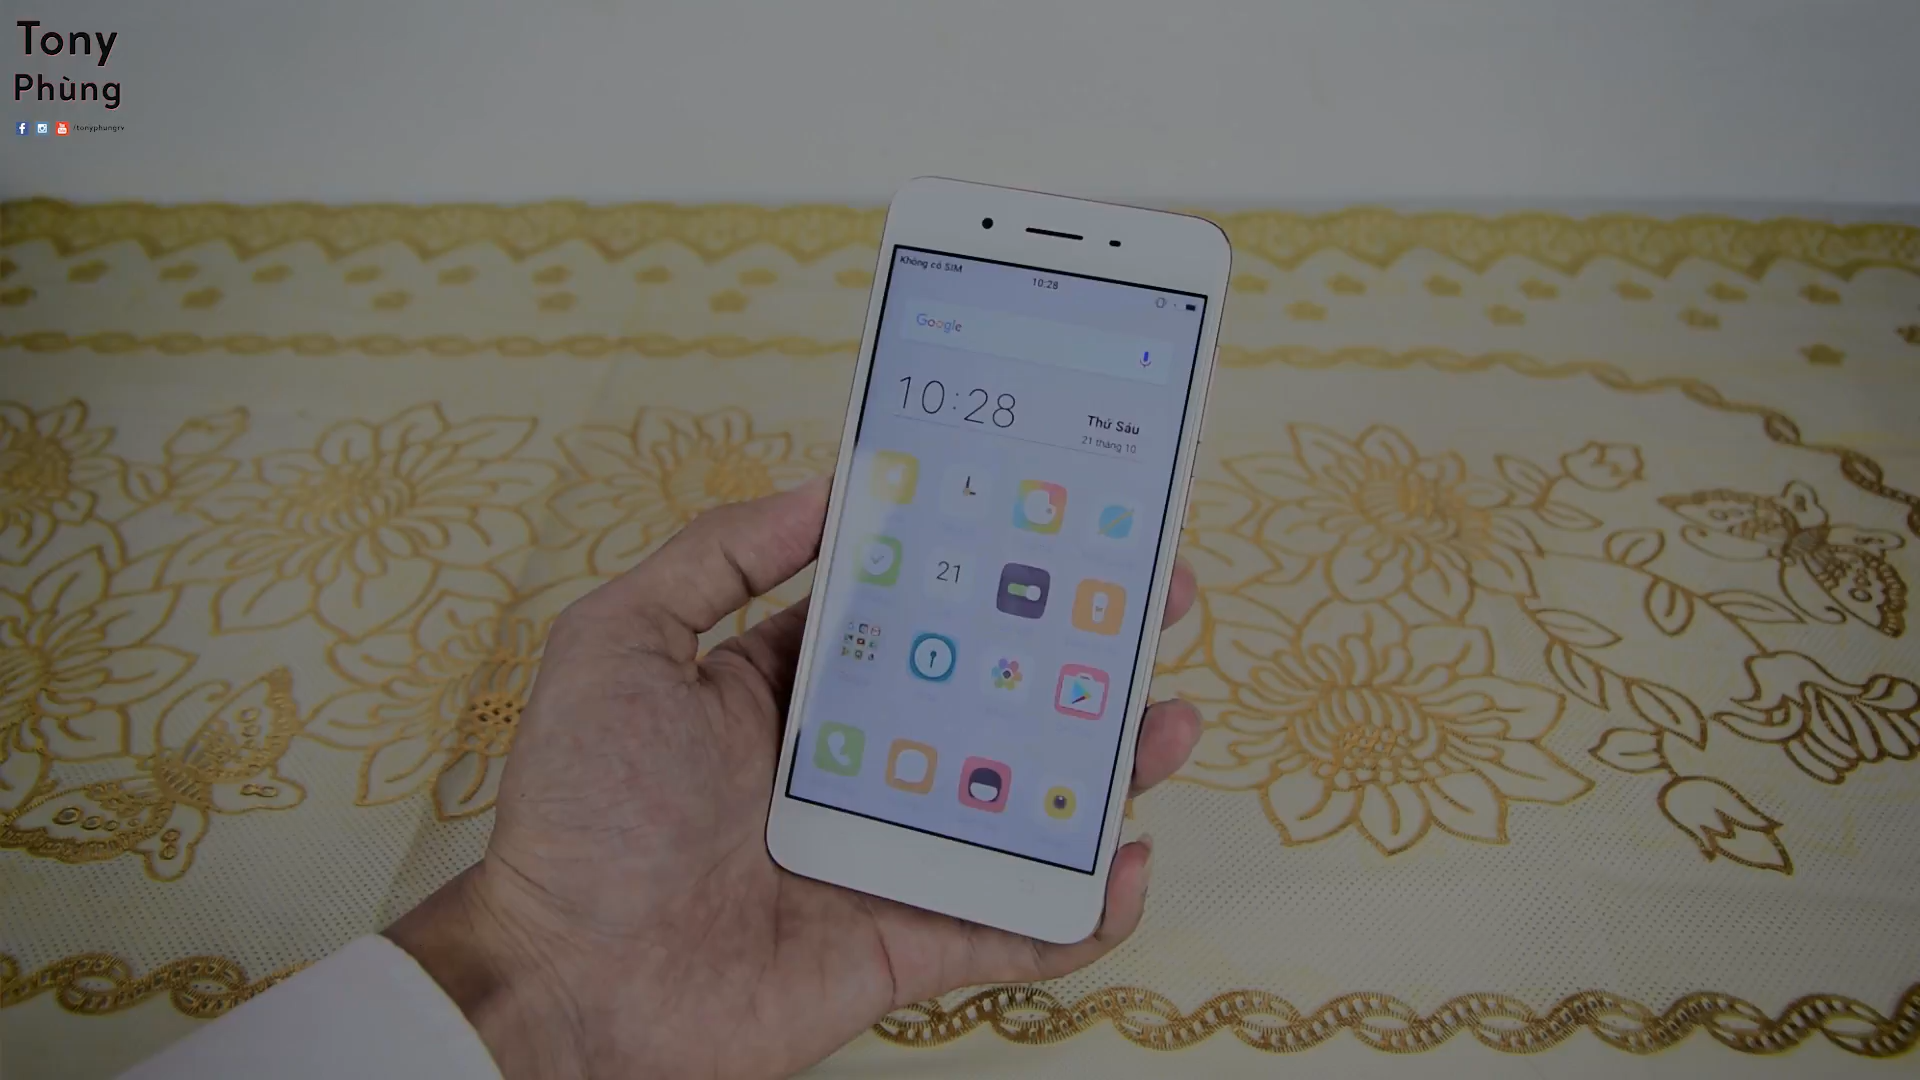 Tony
Phùng
/tonyphungrv
Không có SIM
10:28
Google
10:28
Thứ Sáu
21 tháng 10
21